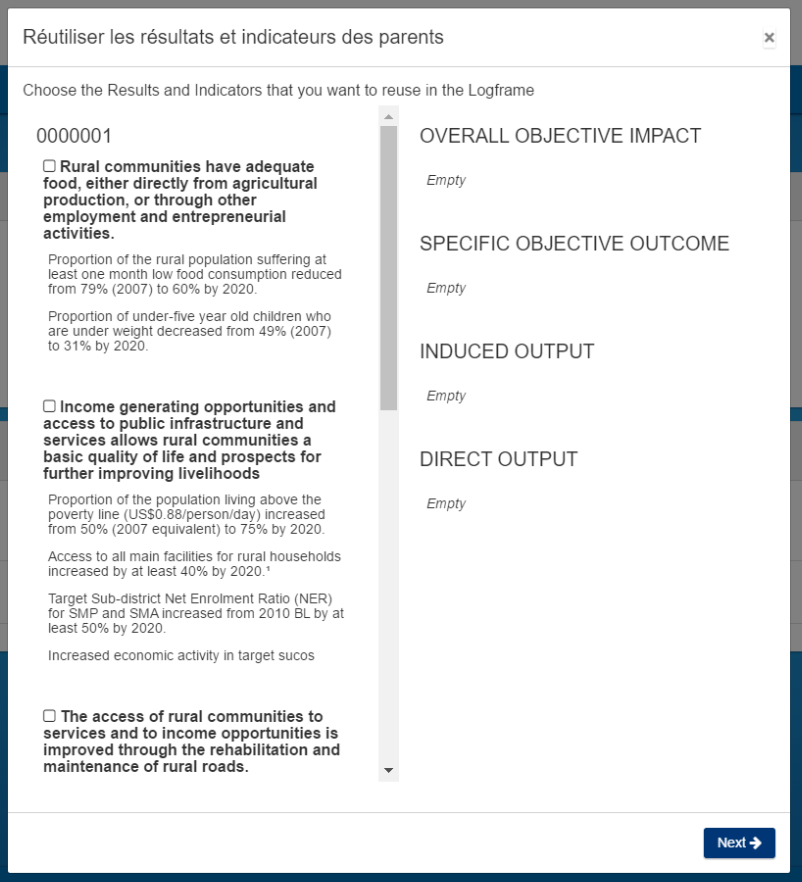 Réutiliser les résultats et indicateurs des parents
×
Choose the Results and Indicators that you want to reuse in the Logframe
0000001
Rural communities have adequate
food, either directly from agricultural
production, or through other
employment and entrepreneurial
activities.
Proportion of the rural population suffering at
least one month low food consumption reduced
from 79% (2007) to 60% by 2020.
Proportion of under-five year old children who
are under weight decreased from 49% (2007)
to 31% by 2020.
Income generating opportunities and
access to public infrastructure and
services allows rural communities a
basic quality of life and prospects for
further improving livelihoods
Proportion of the population living above the
poverty line (US$0.88/person/day) increased
from 50% (2007 equivalent) to 75% by 2020.
Access to all main facilities for rural households
increased by at least 40% by 2020.¹
Target Sub-district Net Enrolment Ratio (NER)
for SMP and SMA increased from 2010 BL by at
least 50% by 2020.
Increased economic activity in target sucos
The access of rural communities to
services and to income opportunities is
improved through the rehabilitation and
maintenance of rural roads.
OVERALL OBJECTIVE IMPACT
Empty
SPECIFIC OBJECTIVE OUTCOME
Empty
INDUCED OUTPUT
Empty
DIRECT OUTPUT
Empty
Next